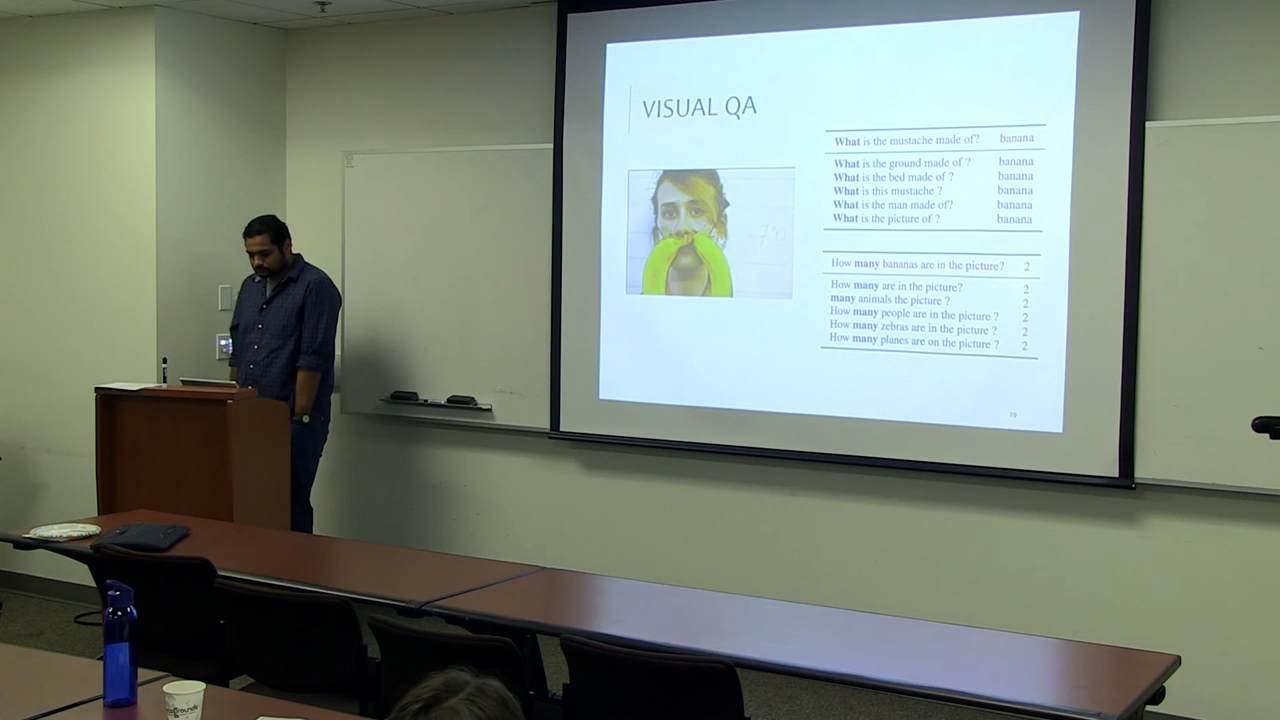 VISUAL QA
What is the mustache made of? banana
What is the ground made of ? banana
What is the bed made of ? banana
What is this mustache ? banana
What is the man made of? banana
What is the picture of ? banana
How many bananas are in the picture? 2
How many are in the picture? 2
many animals the picture ? 2
How many people are in the picture ? 2
How many zebras are in the picture ? 2
How many planes are on the picture ? 2
29